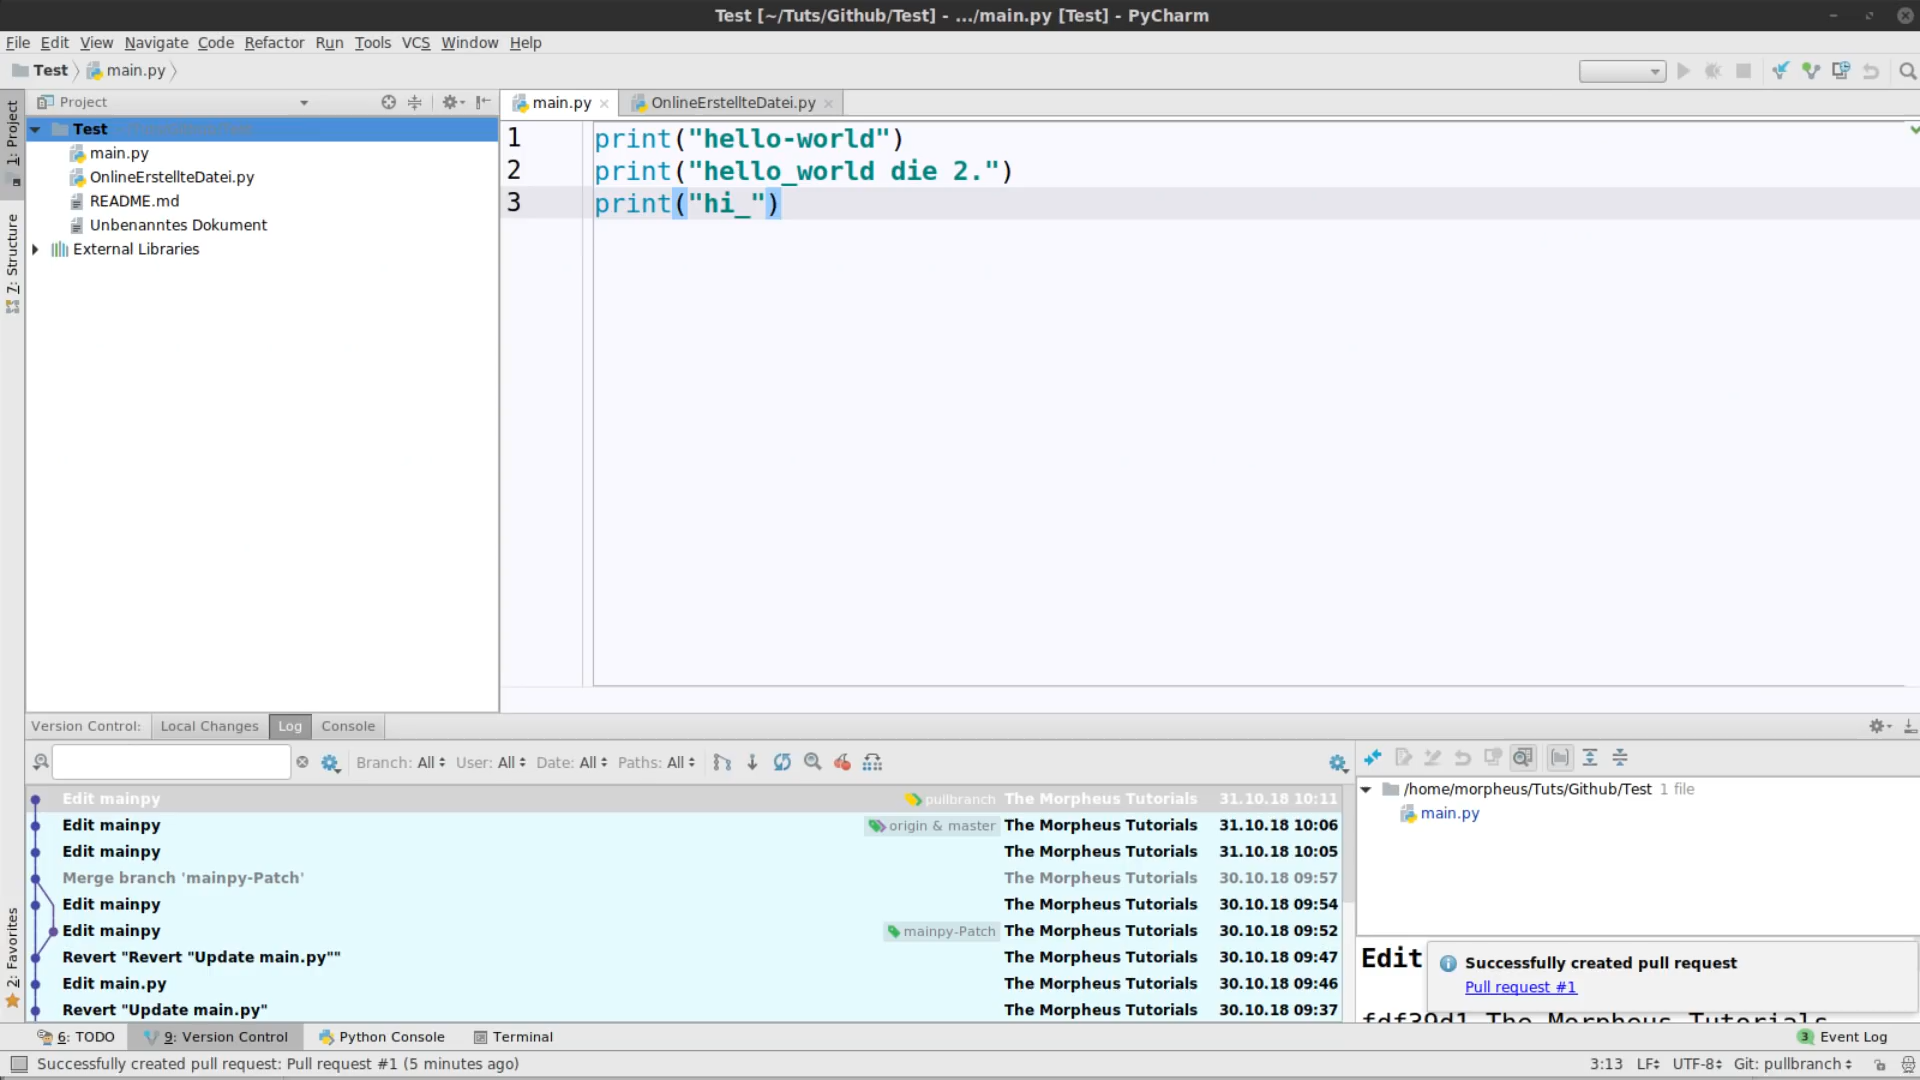 Test [~/Tuts/Github/Test] - .../main.py [Test] - PyCharm
File Edit View Navigate Code Refactor Run Tools VCS Window Help
Test main.py
Project
main.py
OnlineErstellteDatei.py
1: Project
7: Structure
2: Favorites
Test
main.py
OnlineErstellteDatei.py
README.md
Unbenanntes Dokument
External Libraries
1 print("hello-world")
2 print("hello_world die 2.")
3 print("hi_")
Version Control: Local Changes Log Console
Branch: All User: All Date: All Paths: All
Edit mainpy pullbranch The Morpheus Tutorials 31.10.18 10:11
Edit mainpy origin & master The Morpheus Tutorials 31.10.18 10:06
Edit mainpy The Morpheus Tutorials 31.10.18 10:05
Merge branch 'mainpy-Patch' The Morpheus Tutorials 30.10.18 09:57
Edit mainpy The Morpheus Tutorials 30.10.18 09:54
Edit mainpy mainpy-Patch The Morpheus Tutorials 30.10.18 09:52
Revert "Revert "Update main.py"" The Morpheus Tutorials 30.10.18 09:47
Edit main.py The Morpheus Tutorials 30.10.18 09:46
Revert "Update main.py" The Morpheus Tutorials 30.10.18 09:37
/home/morpheus/Tuts/Github/Test 1 file
main.py
Edit
Successfully created pull request
Pull request #1
fdf39d1 The Morpheus Tutorials
6: TODO 9: Version Control Python Console Terminal 3 Event Log
Successfully created pull request: Pull request #1 (5 minutes ago) 3:13 LF UTF-8 Git: pullbranch